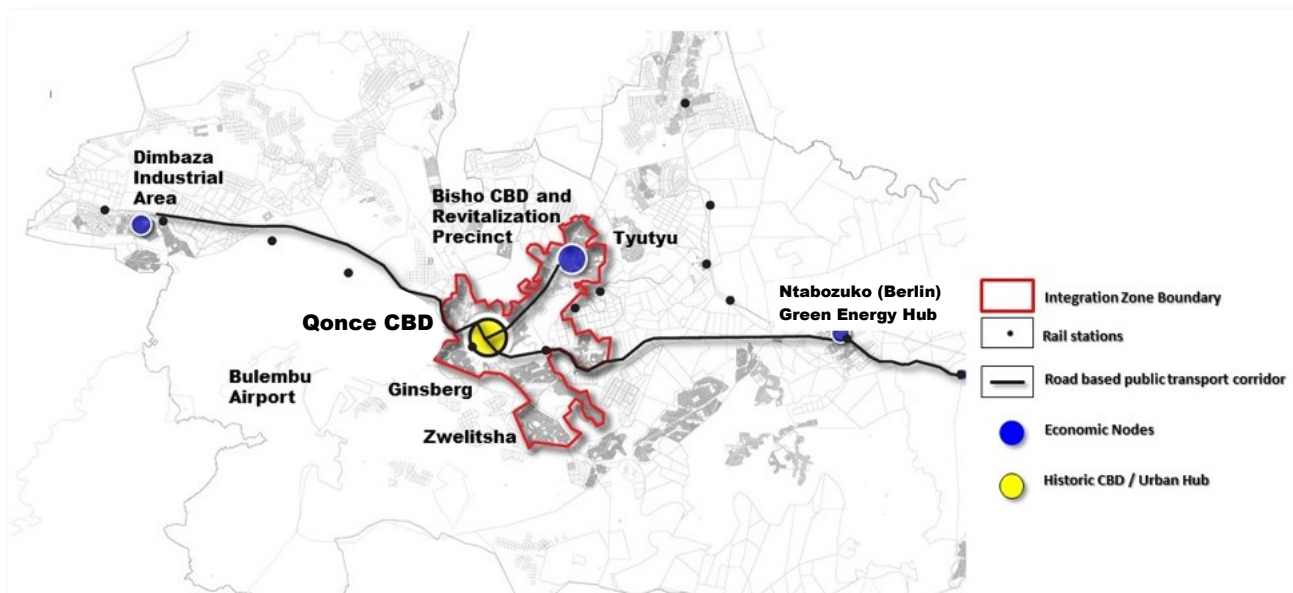 Dimbaza
Industrial
Area
Bisho CBD and
Revitalization
Precinct
Tyutyu
Ntabozuko (Berlin)
Green Energy Hub
Qonce CBD
Bulembu
Airport
Ginsberg
Zwelitsha
Integration Zone Boundary
Rail stations
Road based public transport corridor
Economic Nodes
Historic CBD / Urban Hub